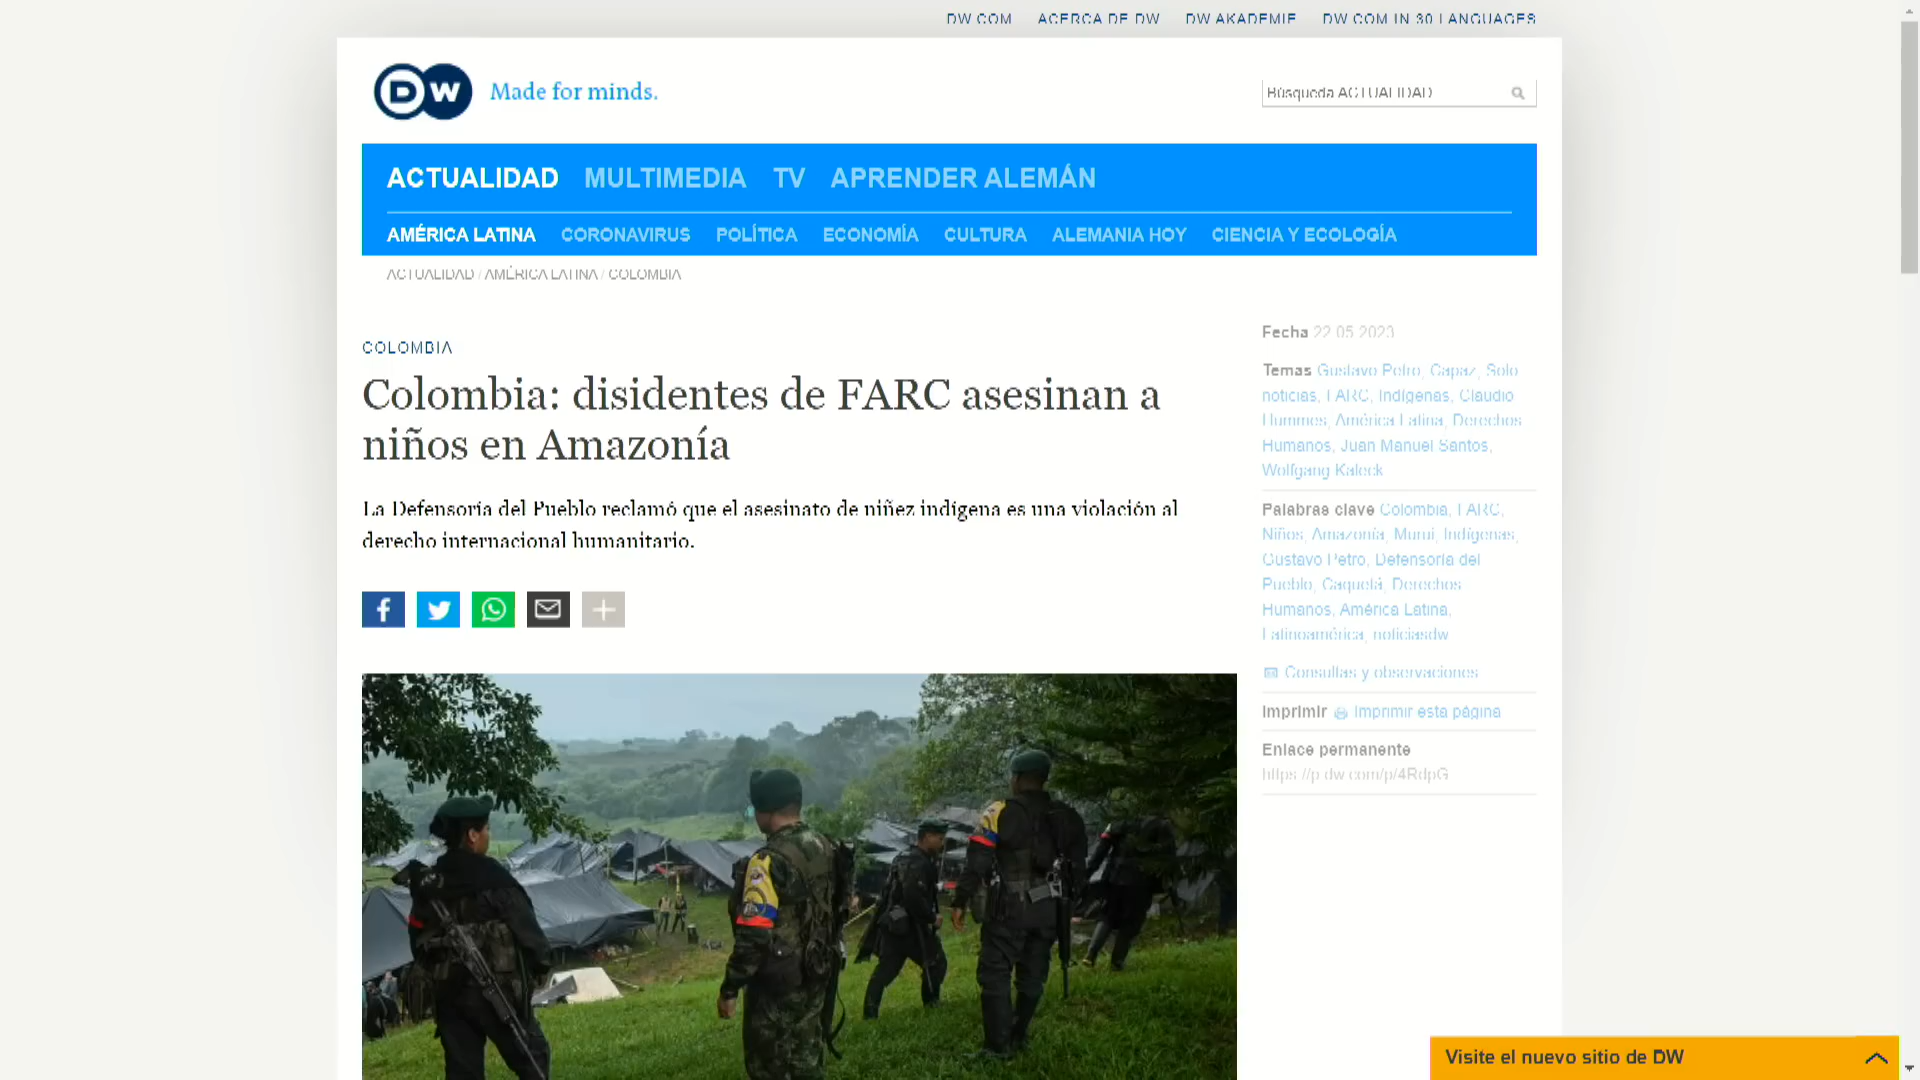 DW.COM ACERCA DE DW DW AKADEMIE DW.COM IN 30 LANGUAGES
DW Made for minds.
Búsqueda ACTUALIDAD
ACTUALIDAD MULTIMEDIA TV APRENDER ALEMÁN
AMÉRICA LATINA CORONAVIRUS POLÍTICA ECONOMÍA CULTURA ALEMANIA HOY CIENCIA Y ECOLOGÍA
ACTUALIDAD / AMÉRICA LATINA / COLOMBIA
COLOMBIA
Colombia: disidentes de FARC asesinan a
niños en Amazonía
La Defensoría del Pueblo reclamó que el asesinato de niñez indígena es una violación al
derecho internacional humanitario.
Fecha 22.05.2023
Temas Gustavo Petro, Capaz, Solo
noticias, FARC, Indígenas, Claudio
Hummes, América Latina, Derechos
Humanos, Juan Manuel Santos,
Wolfgang Kaleck
Palabras clave Colombia, FARC,
Niños, Amazonía, Murui, Indígenas,
Gustavo Petro, Defensoría del
Pueblo, Caquetá, Derechos
Humanos, América Latina,
Latinoamérica, noticiasdw
Consultas y observaciones
Imprimir Imprimir esta página
Enlace permanente
https://p.dw.com/p/4RdpG
Visite el nuevo sitio de DW